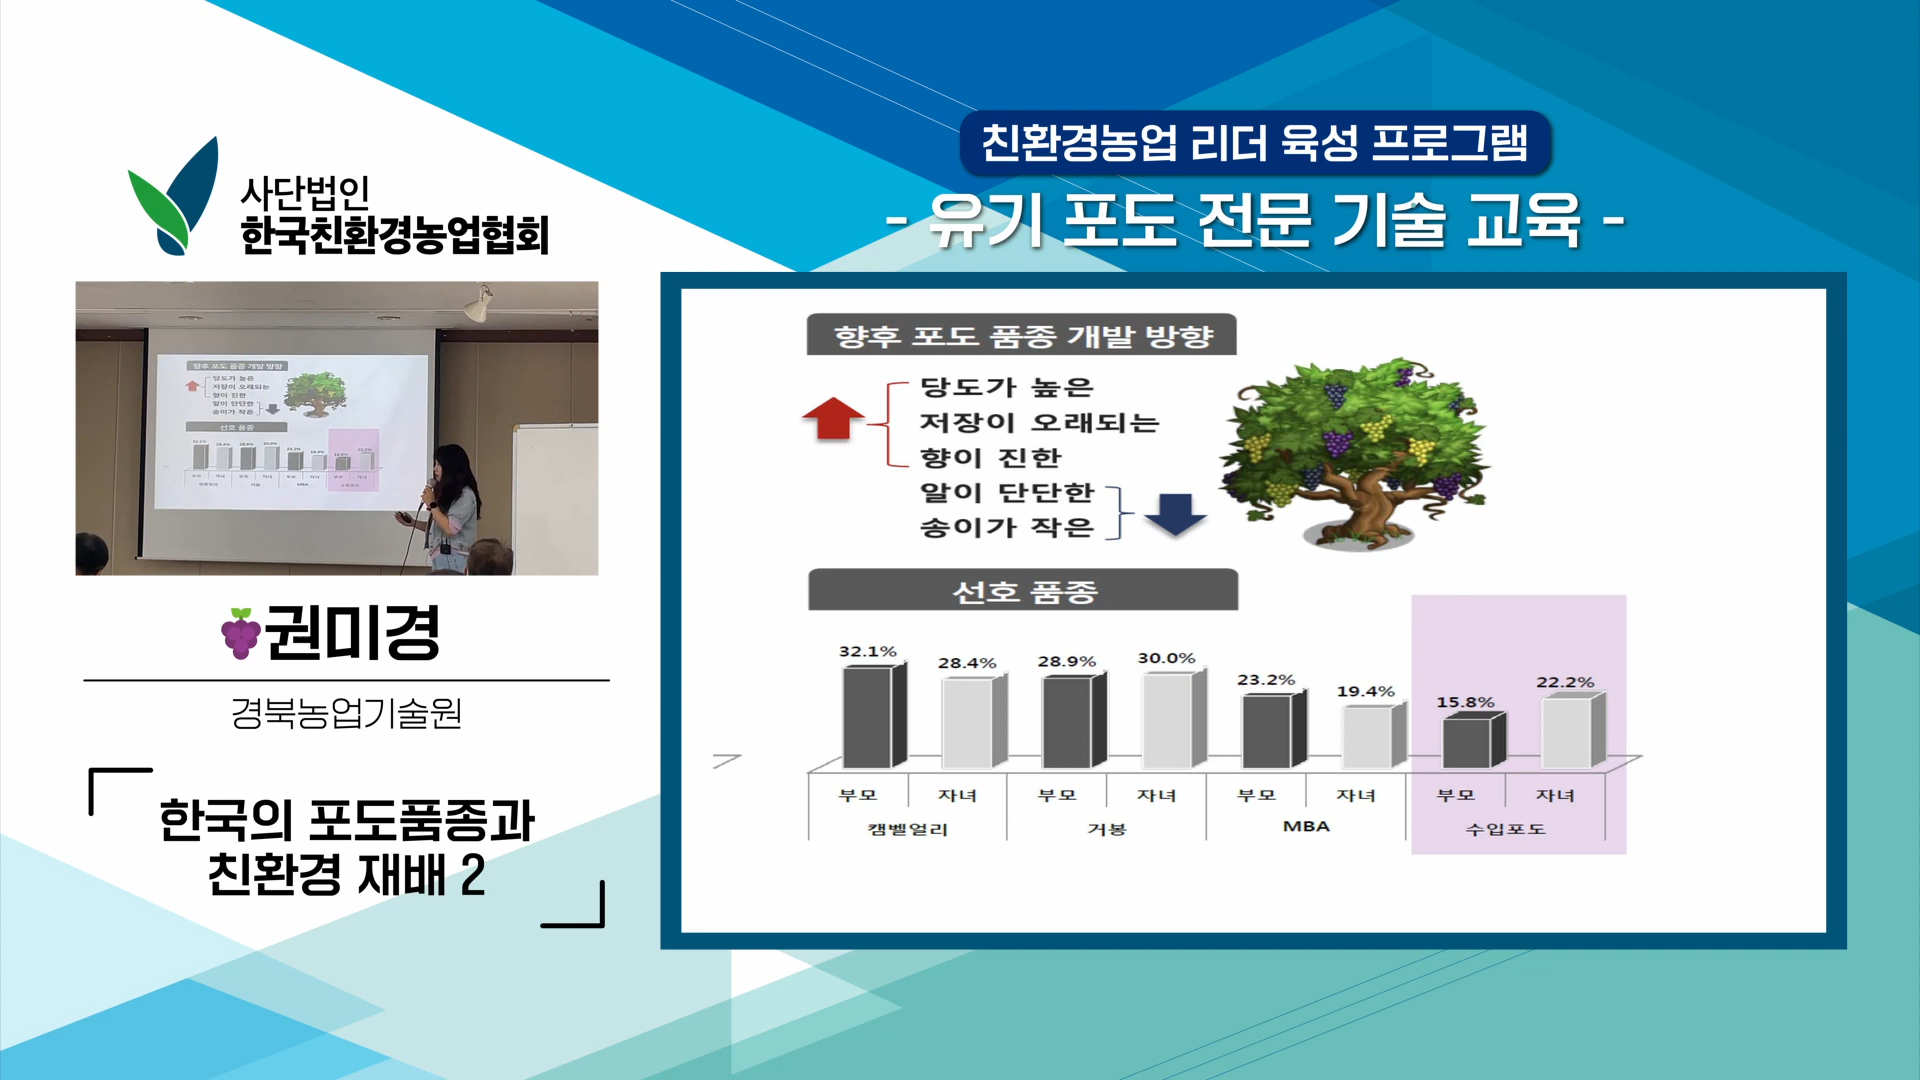 사단법인
한국친환경농업협회
권미경
경북농업기술원
한국의 포도품종과
친환경 재배 2
친환경농업 리더 육성 프로그램
- 유기 포도 전문 기술 교육 -
향후 포도 품종 개발 방향
당도가 높은
저장이 오래되는
향이 진한
알이 단단한
송이가 작은
선호 품종
32.1% 28.4% 28.9% 30.0% 23.2% 19.4% 15.8% 22.2%
부모 자녀 부모 자녀 부모 자녀 부모 자녀
캠벨얼리 거봉 MBA 수입포도